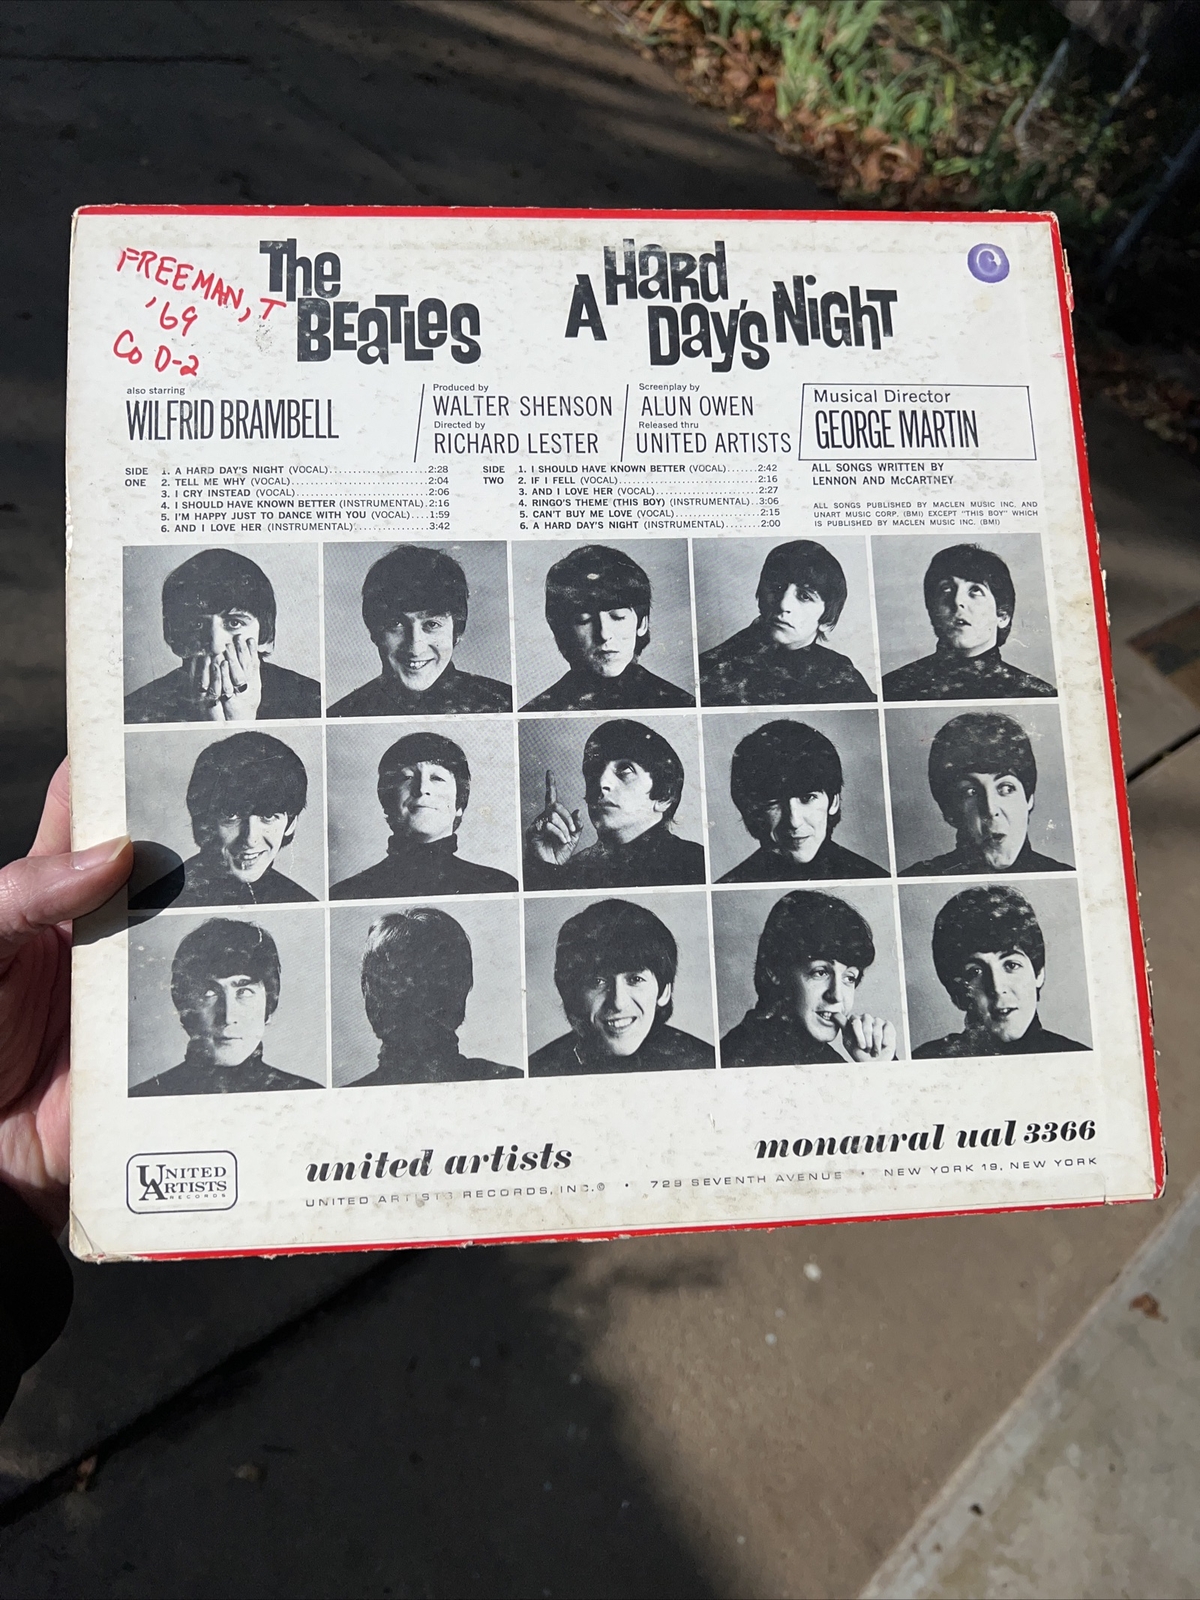 FREEMAN, T
'69
Co D-2
The
BEATLES
A HARD
DAY'S NIGHT
C
also starring
WILFRID BRAMBELL
Produced by
WALTER SHENSON
Directed by
RICHARD LESTER
Screenplay by
ALUN OWEN
Released thru
UNITED ARTISTS
Musical Director
GEORGE MARTIN
SIDE ONE
1. A HARD DAY'S NIGHT (VOCAL)........................2:28
2. TELL ME WHY (VOCAL)........................2:04
3. I CRY INSTEAD (VOCAL)........................2:06
4. I SHOULD HAVE KNOWN BETTER (INSTRUMENTAL).2:16
5. I'M HAPPY JUST TO DANCE WITH YOU (VOCAL)....1:59
6. AND I LOVE HER (INSTRUMENTAL)................3:42
SIDE TWO
1. I SHOULD HAVE KNOWN BETTER (VOCAL).......2:42
2. IF I FELL (VOCAL)........................2:16
3. AND I LOVE HER (VOCAL)........................2:27
4. RINGO'S THEME (THIS BOY) (INSTRUMENTAL).3:06
5. CAN'T BUY ME LOVE (VOCAL)................2:15
6. A HARD DAY'S NIGHT (INSTRUMENTAL)........2:00
ALL SONGS WRITTEN BY
LENNON AND McCARTNEY
ALL SONGS PUBLISHED BY MACLEN MUSIC INC. AND
UNART MUSIC CORP. (BMI) EXCEPT "THIS BOY" WHICH
IS PUBLISHED BY MACLEN MUSIC INC. (BMI)
UNITED
ARTISTS
RECORDS
united artists
monaural ual 3366
UNITED ARTISTS RECORDS, INC.© • 729 SEVENTH AVENUE • NEW YORK 19, NEW YORK